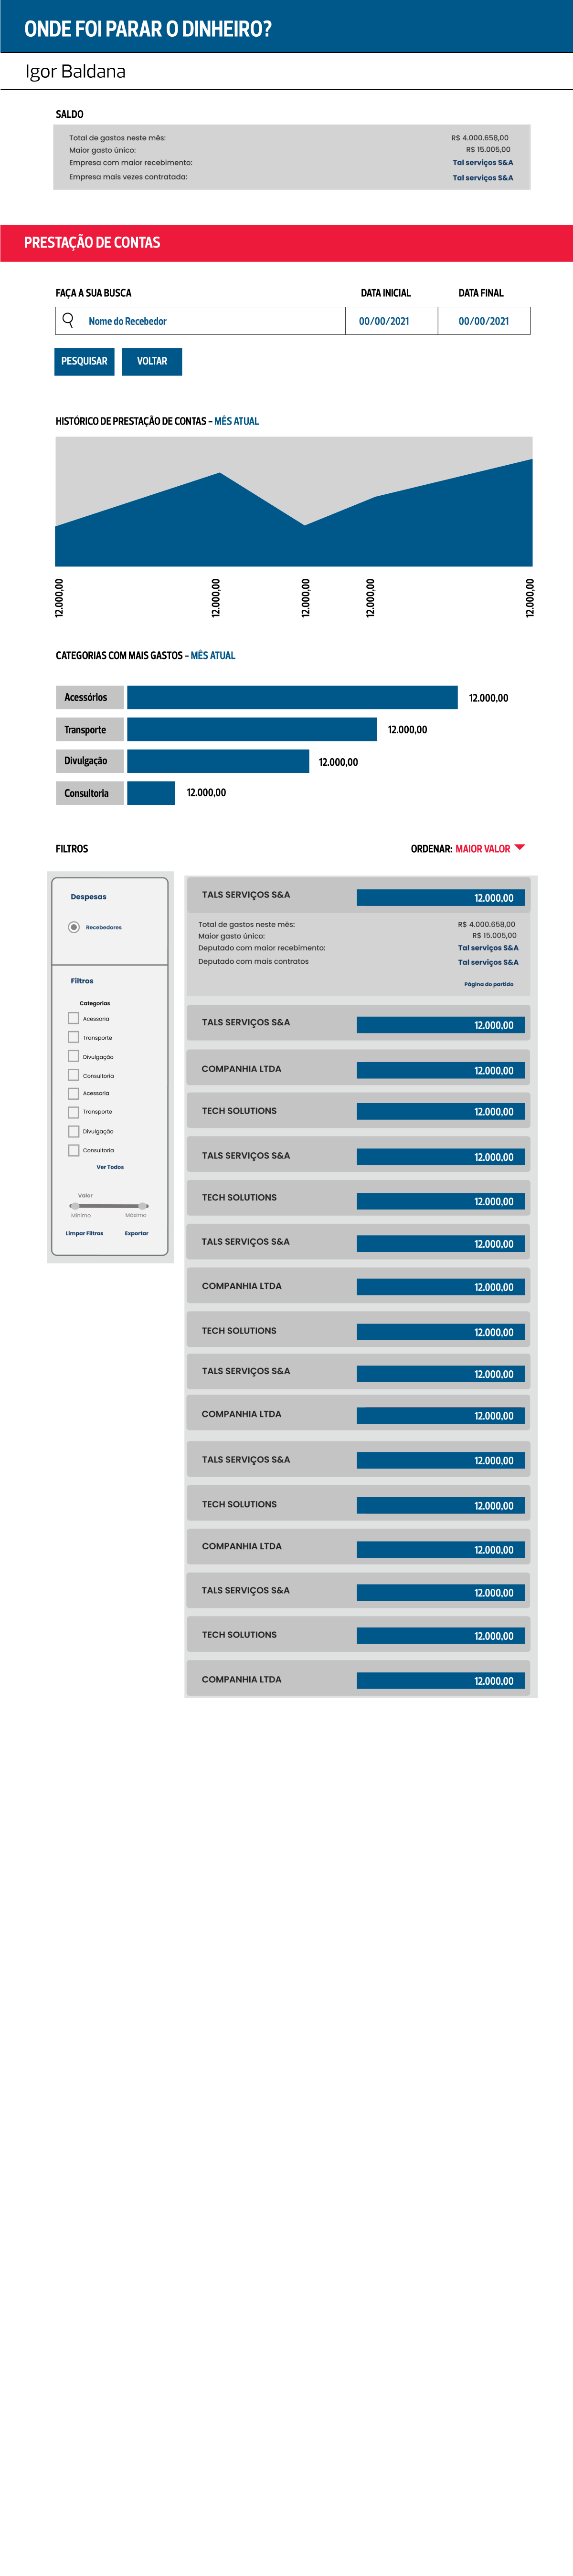 ONDE FOI PARAR O DINHEIRO?
Igor Baldana
SALDO
Total de gastos neste mês: R$ 4.000.658,00
Maior gasto único: R$ 15.005,00
Empresa com maior recebimento: Tal serviços S&A
Empresa mais vezes contratada: Tal serviços S&A
PRESTAÇÃO DE CONTAS
FAÇA A SUA BUSCA DATA INICIAL DATA FINAL
Nome do Recebedor 00/00/2021 00/00/2021
PESQUISAR VOLTAR
HISTÓRICO DE PRESTAÇÃO DE CONTAS - MÊS ATUAL
12.000,00 12.000,00 12.000,00 12.000,00 12.000,00
CATEGORIAS COM MAIS GASTOS - MÊS ATUAL
Acessórios 12.000,00
Transporte 12.000,00
Divulgação 12.000,00
Consultoria 12.000,00
FILTROS
Despesas
Recebedores
Filtros
Categorias
Acessoria
Transporte
Divulgação
Consultoria
Acessoria
Transporte
Divulgação
Consultoria
Ver Todos
Valor
Mínimo Máximo
Limpar Filtros Exportar
ORDENAR: MAIOR VALOR
TALS SERVIÇOS S&A 12.000,00
Total de gastos neste mês: R$ 4.000.658,00
Maior gasto único: R$ 15.005,00
Deputado com maior recebimento: Tal serviços S&A
Deputado com mais contratos Tal serviços S&A
Página do partido
TALS SERVIÇOS S&A 12.000,00
COMPANHIA LTDA 12.000,00
TECH SOLUTIONS 12.000,00
TALS SERVIÇOS S&A 12.000,00
TECH SOLUTIONS 12.000,00
TALS SERVIÇOS S&A 12.000,00
COMPANHIA LTDA 12.000,00
TECH SOLUTIONS 12.000,00
TALS SERVIÇOS S&A 12.000,00
COMPANHIA LTDA 12.000,00
TALS SERVIÇOS S&A 12.000,00
TECH SOLUTIONS 12.000,00
COMPANHIA LTDA 12.000,00
TALS SERVIÇOS S&A 12.000,00
TECH SOLUTIONS 12.000,00
COMPANHIA LTDA 12.000,00